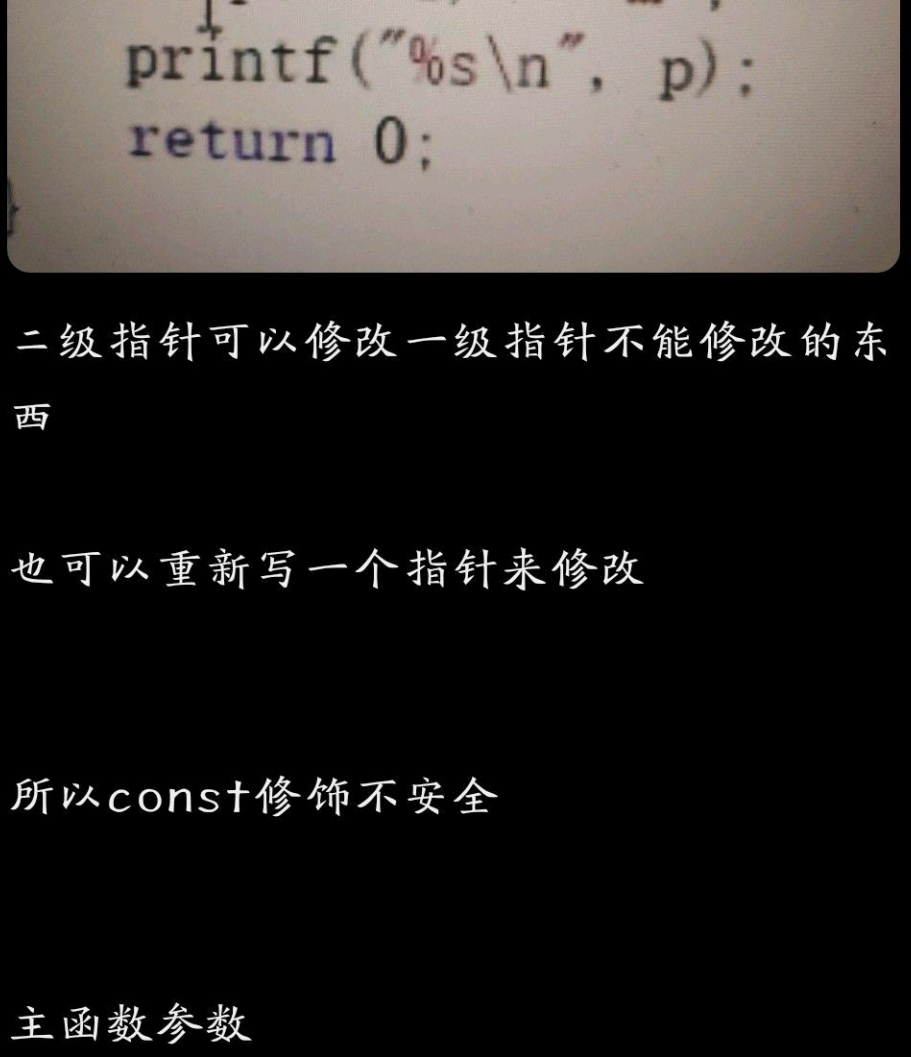 printf("%s\n", p);
return 0;
二级指针可以修改一级指针不能修改的东
西
也可以重新写一个指针来修改
所以const修饰不安全
主函数参数